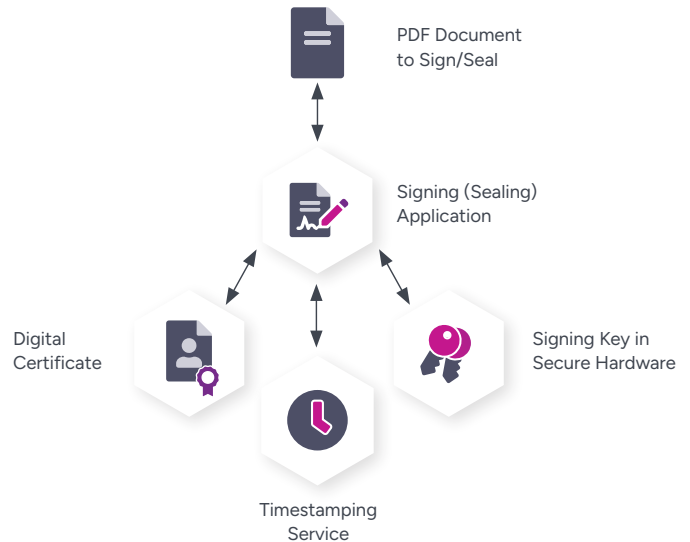 PDF Document
to Sign/Seal
Signing (Sealing)
Application
Digital
Certificate
Signing Key in
Secure Hardware
Timestamping
Service